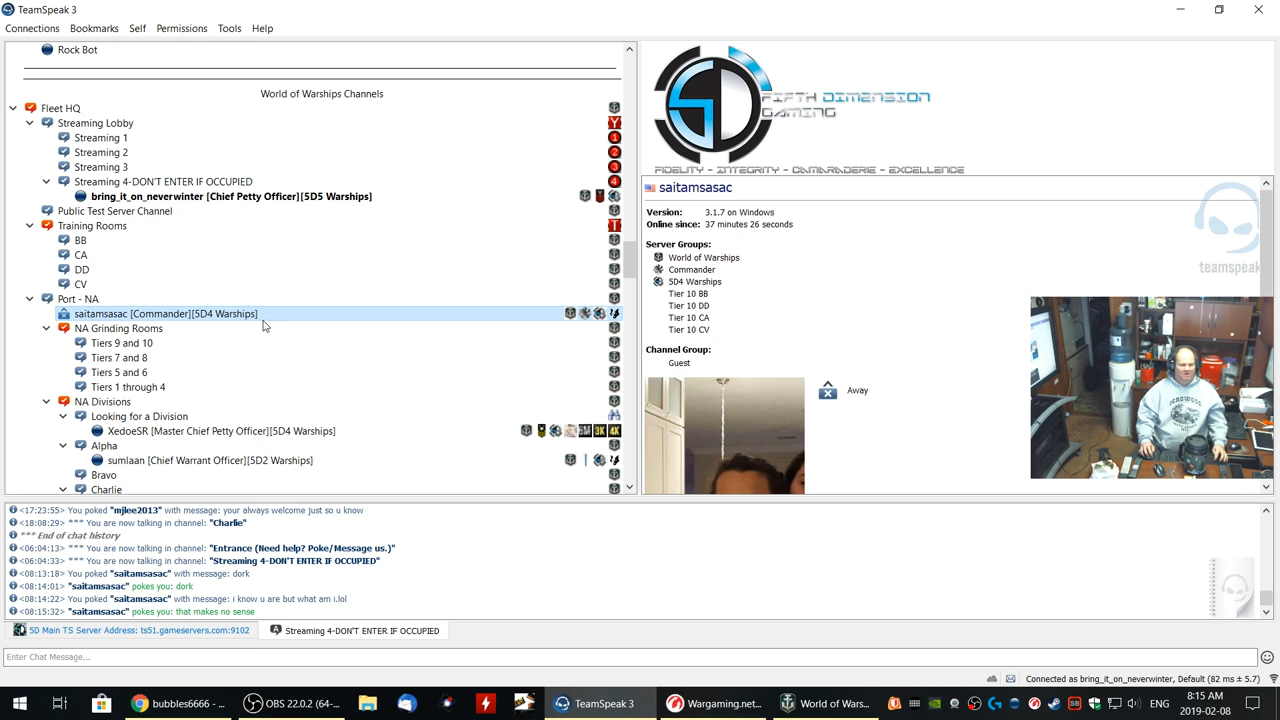 TeamSpeak 3
Connections Bookmarks Self Permissions Tools Help
Rock Bot
World of Warships Channels
Fleet HQ
Streaming Lobby
Streaming 1
Streaming 2
Streaming 3
Streaming 4-DON'T ENTER IF OCCUPIED
bring_it_on_neverwinter [Chief Petty Officer][5D5 Warships]
Public Test Server Channel
Training Rooms
BB
CA
DD
CV
Port - NA
saitamsasac [Commander][5D4 Warships]
NA Grinding Rooms
Tiers 9 and 10
Tiers 7 and 8
Tiers 5 and 6
Tiers 1 through 4
NA Divisions
Looking for a Division
XedoeSR [Master Chief Petty Officer][5D4 Warships]
3K 4K
Alpha
sumlaan [Chief Warrant Officer][5D2 Warships]
Bravo
Charlie
5D
FIFTH DIMENSION
GAMING
FIDELITY - INTEGRITY - CAMARADERIE - EXCELLENCE
saitamsasac
Version: 3.1.7 on Windows
Online since: 37 minutes 26 seconds
Server Groups:
World of Warships
Commander
5D4 Warships
Tier 10 BB
Tier 10 DD
Tier 10 CA
Tier 10 CV
Channel Group:
Guest
Away
teamspeak
<17:23:55> You poked "mjlee2013" with message: your always welcome just so u know
<18:08:29> *** You are now talking in channel: "Charlie"
*** End of chat history
<06:04:13> *** You are now talking in channel: "Entrance (Need help? Poke/Message us.)"
<06:04:33> *** You are now talking in channel: "Streaming 4-DON'T ENTER IF OCCUPIED"
<08:13:18> You poked "saitamsasac" with message: dork
<08:14:01> "saitamsasac" pokes you: dork
<08:14:22> You poked "saitamsasac" with message: i know u are but what am i.lol
<08:15:32> "saitamsasac" pokes you: that makes no sense
5D Main TS Server Address: ts51.gameservers.com:9102
Streaming 4-DON'T ENTER IF OCCUPIED
Enter Chat Message...
Connected as bring_it_on_neverwinter, Default (82 ms ± 5.7)
bubbles6666 - ...
OBS 22.0.2 (64-...
TeamSpeak 3
Wargaming.net...
World of Wars...
ENG
8:15 AM
2019-02-08